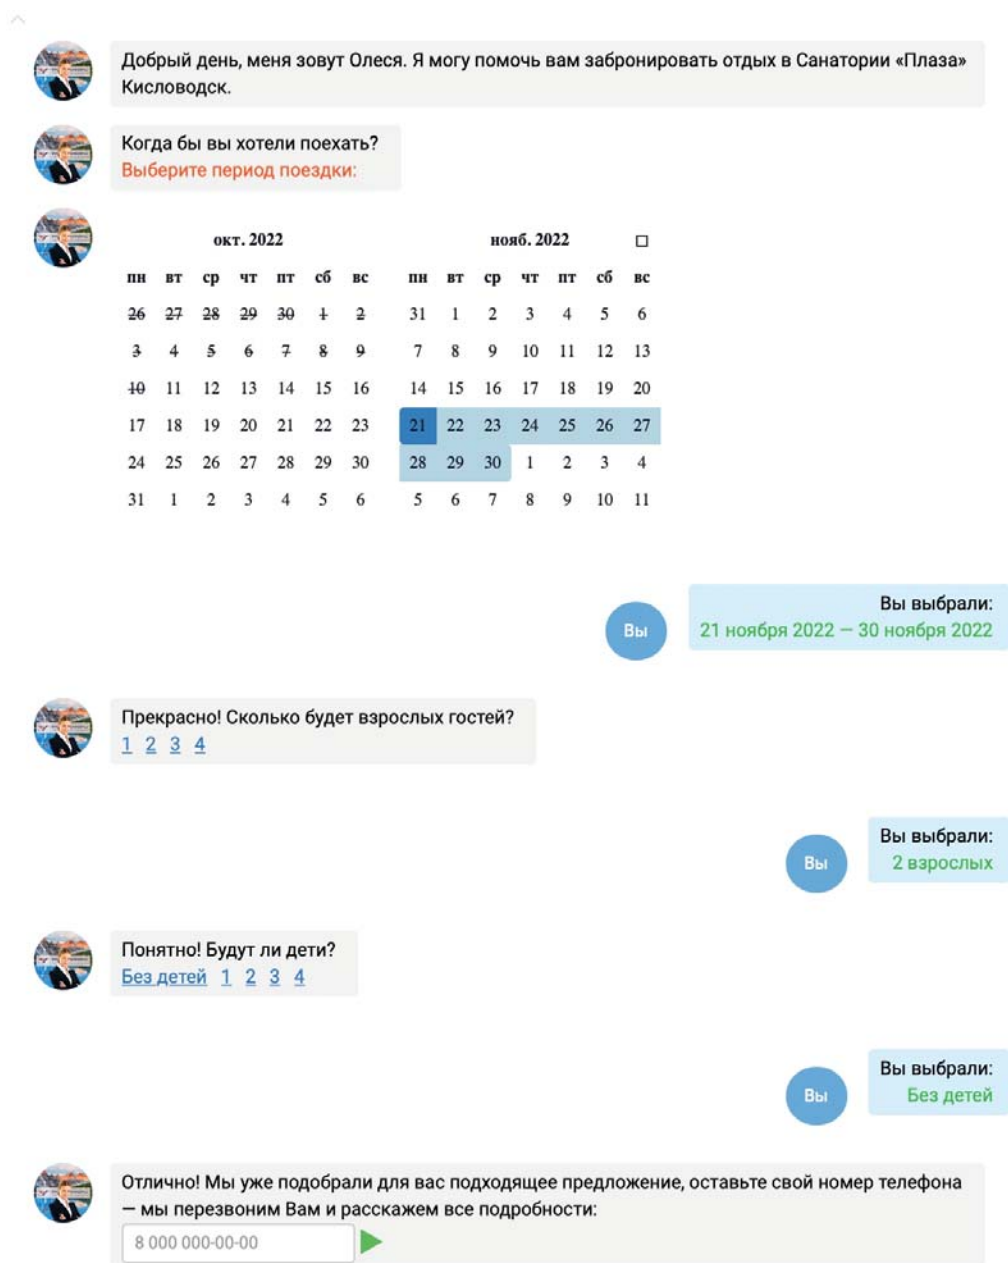 Добрый день, меня зовут Олеся. Я могу помочь вам забронировать отдых в Санатории «Плаза»
Кисловодск.
Когда бы вы хотели поехать?
Выберите период поездки:
окт. 2022
пн вт ср чт пт сб вс
26 27 28 29 30 1 2
3 4 5 6 7 8 9
10 11 12 13 14 15 16
17 18 19 20 21 22 23
24 25 26 27 28 29 30
31 1 2 3 4 5 6
нояб. 2022
пн вт ср чт пт сб вс
31 1 2 3 4 5 6
7 8 9 10 11 12 13
14 15 16 17 18 19 20
21 22 23 24 25 26 27
28 29 30 1 2 3 4
5 6 7 8 9 10 11
Вы
Вы выбрали:
21 ноября 2022 — 30 ноября 2022
Прекрасно! Сколько будет взрослых гостей?
1 2 3 4
Вы
Вы выбрали:
2 взрослых
Понятно! Будут ли дети?
Без детей 1 2 3 4
Вы
Вы выбрали:
Без детей
Отлично! Мы уже подобрали для вас подходящее предложение, оставьте свой номер телефона
— мы перезвоним Вам и расскажем все подробности:
8 000 000-00-00